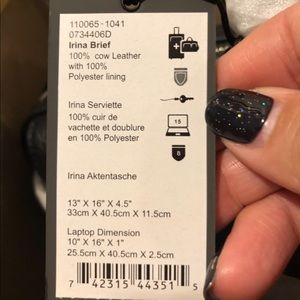 110065-1041
0734406D
Irina Brief
100% cow Leather
with 100%
Polyester lining
Irina Serviette
100% cuir de
vachette et doublure
en 100% Polyester
15
8
Irina Aktentasche
13" X 16" X 4.5"
33cm X 40.5cm X 11.5cm
Laptop Dimension
10" X 16" X 1"
25.5cm X 40.5cm X 2.5cm
7 42315 44351 5